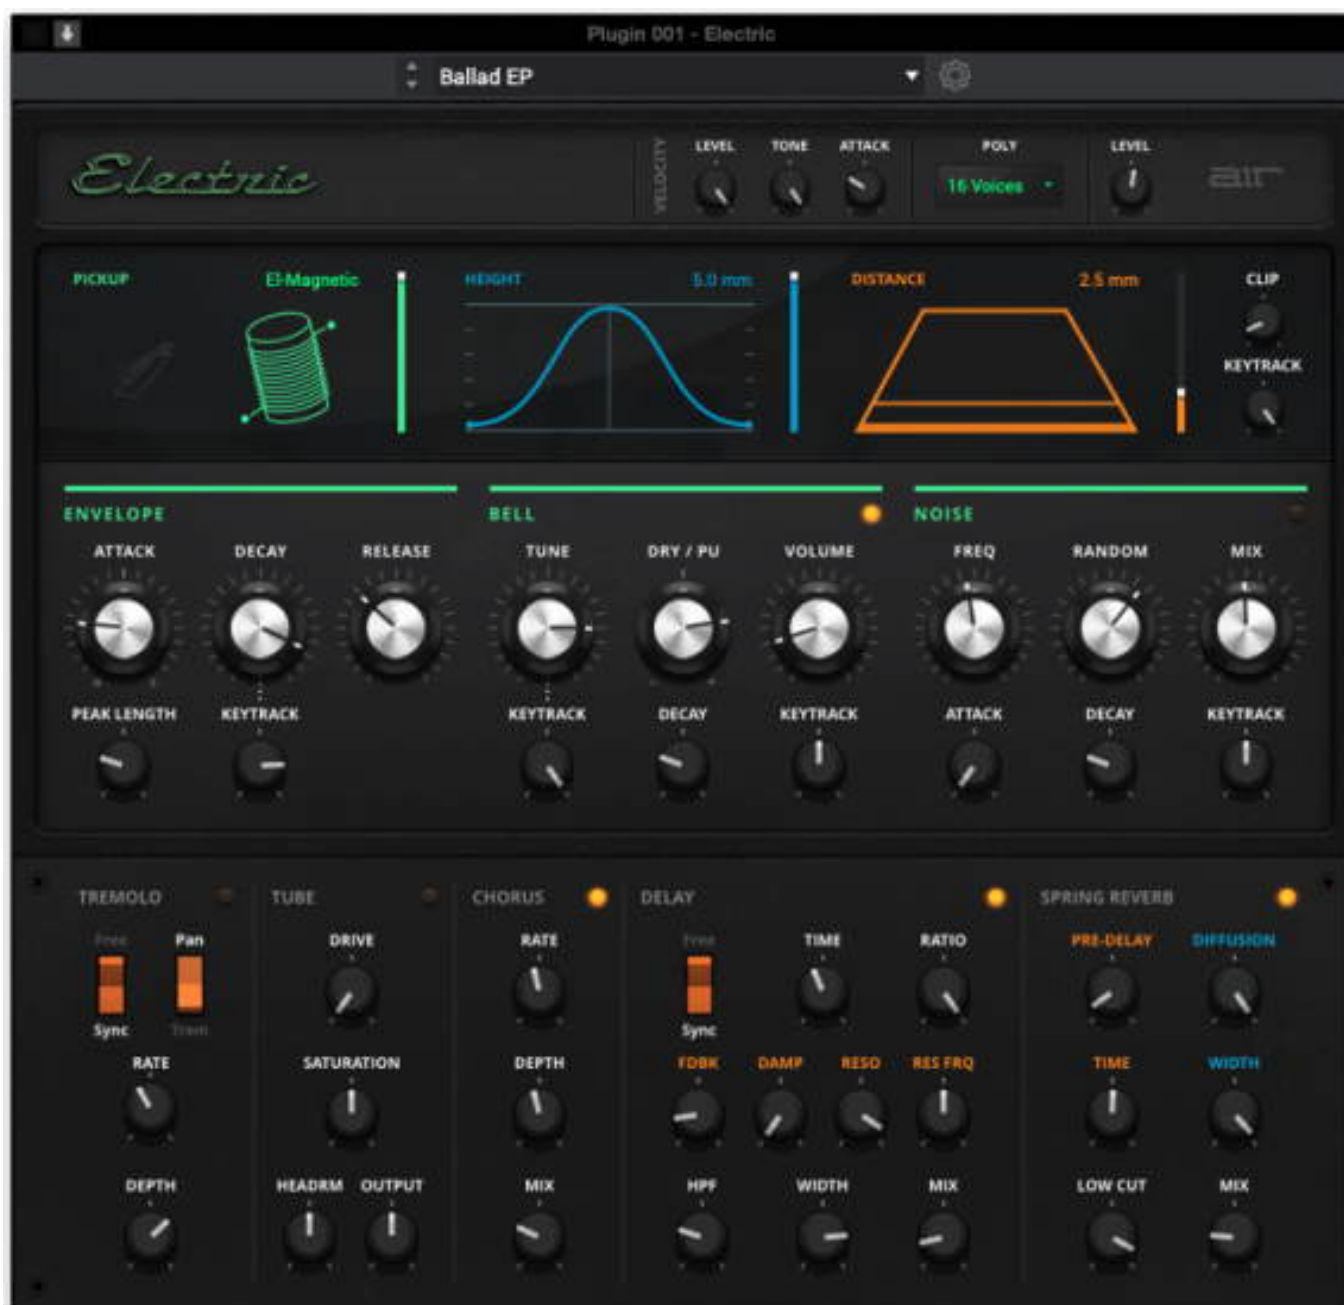 Plugin 001 - Electric
Ballad EP
Electric
VELOCITY
LEVEL TONE ATTACK POLY LEVEL
16 Voices
air
PICKUP El-Magnetic HEIGHT 5.0 mm DISTANCE 2.5 mm CLIP
KEYTRACK
ENVELOPE BELL NOISE
ATTACK DECAY RELEASE TUNE DRY / PU VOLUME FREQ RANDOM MIX
PEAK LENGTH KEYTRACK KEYTRACK DECAY KEYTRACK ATTACK DECAY KEYTRACK
TREMOLO TUBE CHORUS DELAY SPRING REVERB
Free Pan DRIVE RATE Free TIME RATIO PRE-DELAY DIFFUSION
Sync Trem Sync
RATE SATURATION DEPTH FDBK DAMP RESO RES FRQ TIME WIDTH
DEPTH HEADRM OUTPUT MIX HPF WIDTH MIX LOW CUT MIX